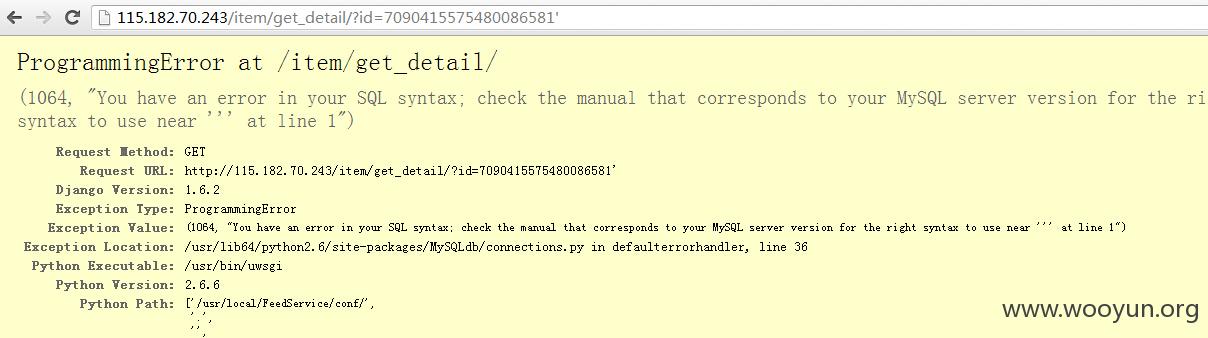 115.182.70.243/item/get_detail/?id=7090415575480086581'
ProgrammingError at /item/get_detail/
(1064, "You have an error in your SQL syntax; check the manual that corresponds to your MySQL server version for the ri
syntax to use near ''' at line 1")
Request Method: GET
Request URL: http://115.182.70.243/item/get_detail/?id=7090415575480086581'
Django Version: 1.6.2
Exception Type: ProgrammingError
Exception Value: (1064, "You have an error in your SQL syntax; check the manual that corresponds to your MySQL server version for the right syntax to use near ''' at line 1")
Exception Location: /usr/lib64/python2.6/site-packages/MySQLdb/connections.py in defaulterrorhandler, line 36
Python Executable: /usr/bin/uwsgi
Python Version: 2.6.6
Python Path: ['/usr/local/FeedService/conf/',
www.wooyun.org